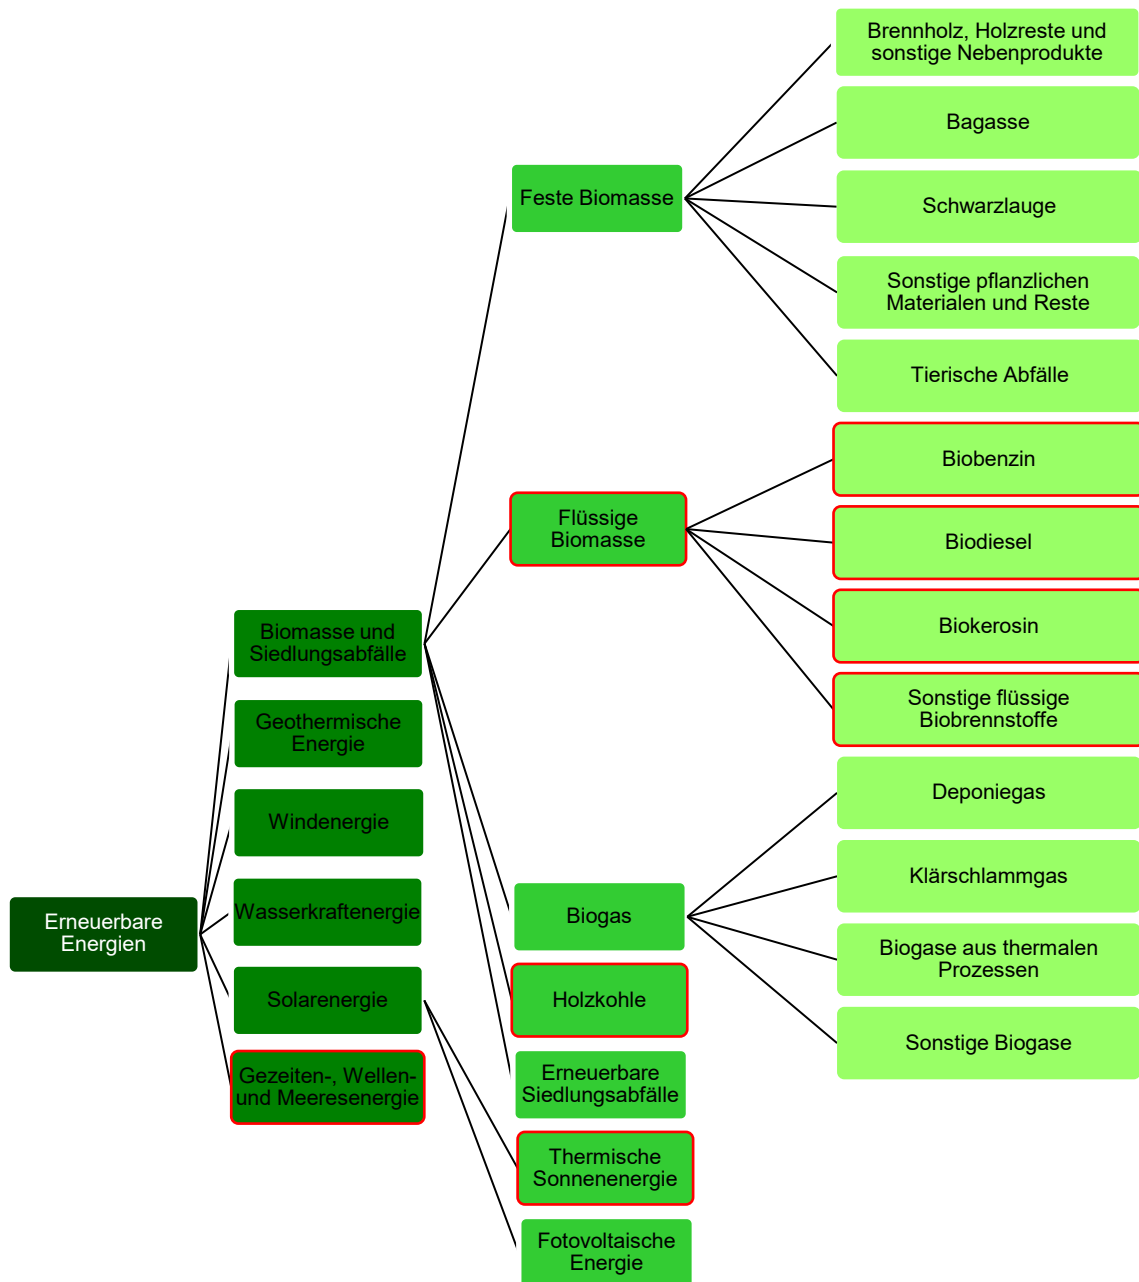 Brennholz, Holzreste und
sonstige Nebenprodukte
Bagasse
Feste Biomasse
Schwarzlauge
Sonstige pflanzlichen
Materialen und Reste
Tierische Abfälle
Biobenzin
Flüssige
Biomasse
Biodiesel
Biokerosin
Biomasse und
Siedlungsabfälle
Sonstige flüssige
Biobrennstoffe
Geothermische
Energie
Deponiegas
Windenergie
Klärschlammgas
Erneuerbare
Energien
Wasserkraftenergie
Biogas
Biogase aus thermalen
Prozessen
Solarenergie
Holzkohle
Sonstige Biogase
Gezeiten-, Wellen-
und Meeresenergie
Erneuerbare
Siedlungsabfälle
Thermische
Sonnenenergie
Fotovoltaische
Energie